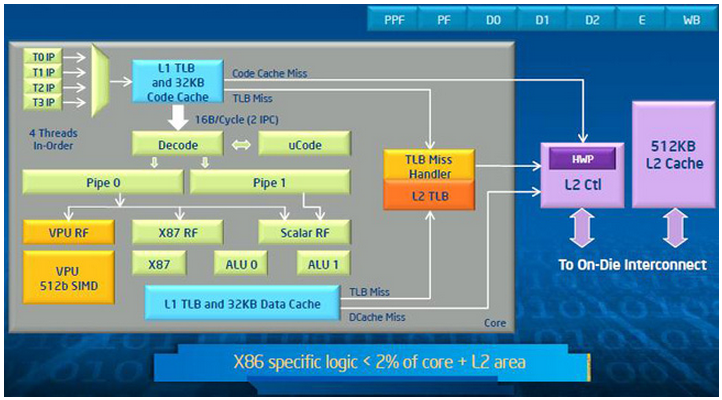 PPF PF D0 D1 D2 E WB
T0 IP
T1 IP
T2 IP
T3 IP
4 Threads
In-Order
L1 TLB
and 32KB
Code Cache
Code Cache Miss
TLB Miss
16B/Cycle (2 IPC)
Decode
uCode
Pipe 0
Pipe 1
TLB Miss
Handler
L2 TLB
HWP
L2 Ctl
512KB
L2 Cache
VPU RF
X87 RF
Scalar RF
VPU
512b SIMD
X87
ALU 0
ALU 1
To On-Die Interconnect
L1 TLB and 32KB Data Cache
TLB Miss
DCache Miss
Core
X86 specific logic < 2% of core + L2 area